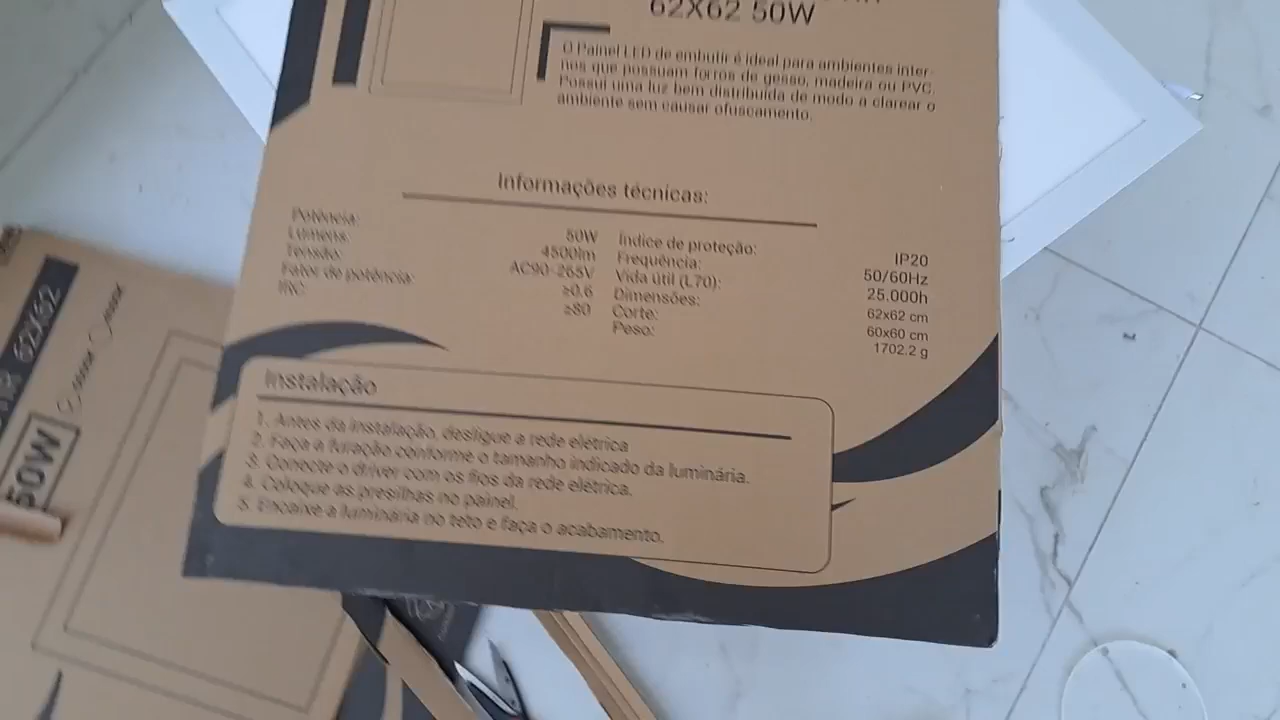 62X62 50W
O Painel LED de embutir é ideal para ambientes inter-
nos que possuam forros de gesso, madeira ou PVC.
Possui uma luz bem distribuida de modo a clarear o
ambiente sem causar ofuscamento.
Informações técnicas:
Potência: 50W
Lúmens: 4500lm
Tensão: AC90-265V
Fator de potência: ≥0.6
IRC: ≥80
Índice de proteção: IP20
Frequência: 50/60Hz
Vida útil (L70): 25.000h
Dimensões: 62x62 cm
Corte: 60x60 cm
Peso: 1702.2 g
Instalação
1. Antes da instalação, desligue a rede elétrica
2. Faça a furação conforme o tamanho indicado da luminária.
3. Conecte o driver com os fios da rede elétrica.
4. Coloque as presilhas no painel.
5. Encaixe a luminária no teto e faça o acabamento.
62X62
50W